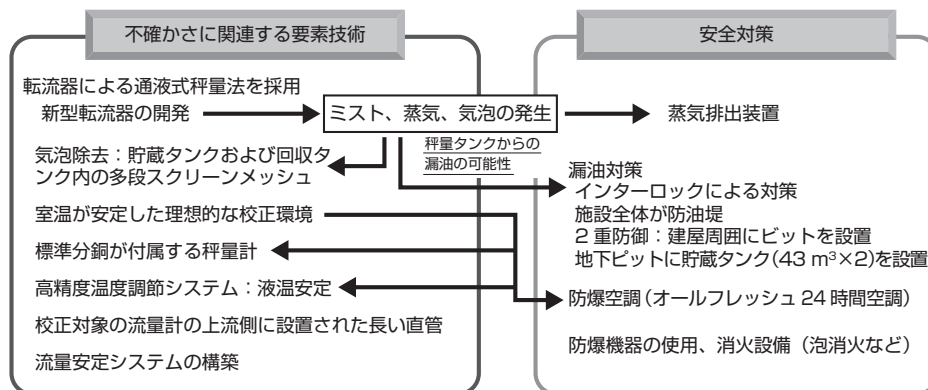 不確かさに関連する要素技術
転流器による通液式秤量法を採用
新型転流器の開発
気泡除去：貯蔵タンクおよび回収タ
ンク内の多段スクリーンメッシュ
室温が安定した理想的な校正環境
標準分銅が付属する秤量計
高精度温度調節システム：液温安定
校正対象の流量計の上流側に設置された長い直管
流量安定システムの構築
ミスト、蒸気、気泡の発生
秤量タンクからの
漏油の可能性
安全対策
蒸気排出装置
漏油対策
インターロックによる対策
施設全体が防油堤
2 重防御：建屋周囲にビットを設置
地下ピットに貯蔵タンク(43 m³×2)を設置
防爆空調（オールフレッシュ 24 時間空調）
防爆機器の使用、消火設備（泡消火など）